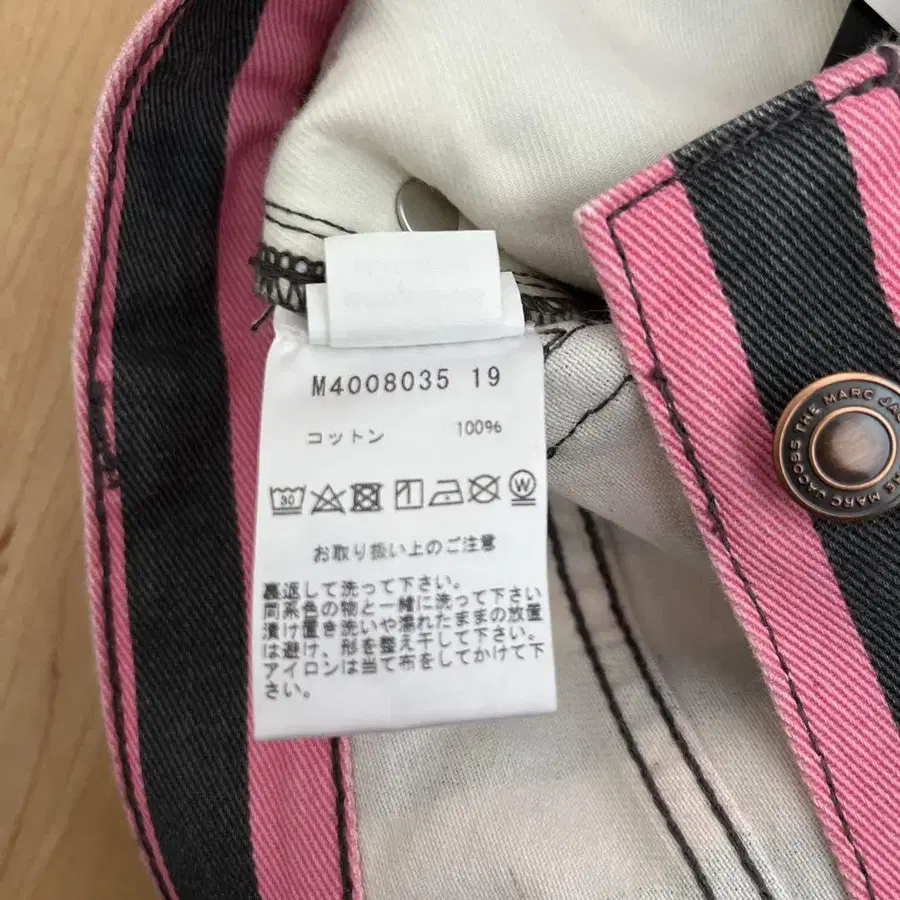 M4008035 19
コットン 100%
30
W
お取り扱い上のご注意
裏返して洗って下さい。
同系色の物と一緒に洗って下さい
漬け置き洗いや濡れたままの放置
は避け、形を整え干して下さい。
アイロンは当て布をしてかけて下
さい。
THE MARC JACOBS THE MARC JA